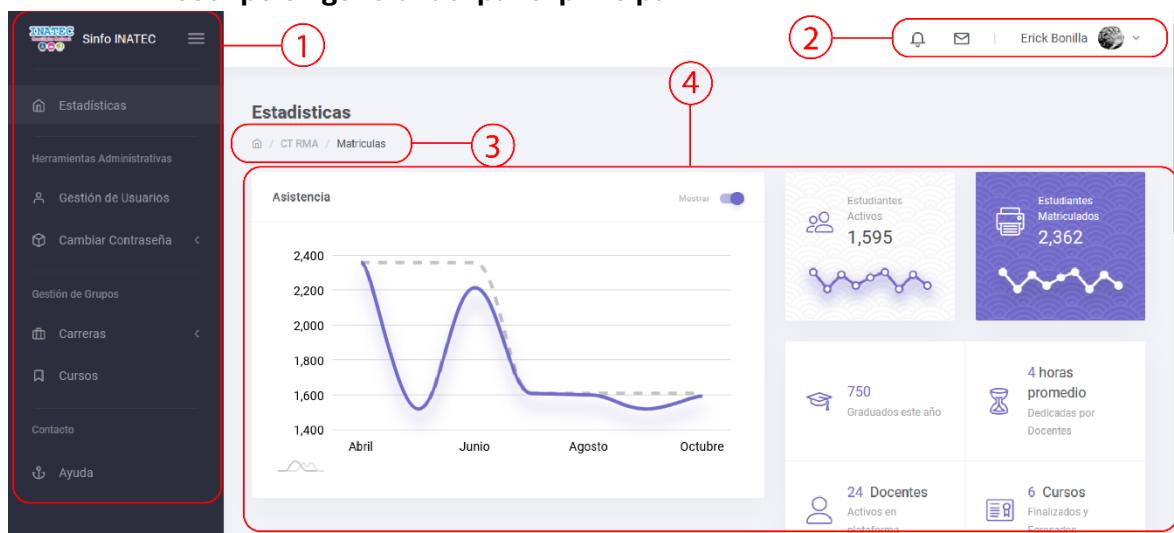 Sinfo INATEC
1
2
Erick Bonilla
Estadísticas
Herramientas Administrativas
Gestión de Usuarios
Cambiar Contraseña
Gestión de Grupos
Carreras
Cursos
Contacto
Ayuda
4
Estadisticas
/ CT RMA / Matriculas
3
Asistencia
Mostrar
2,400
2,200
2,000
1,800
1,600
1,400
Abril Junio Agosto Octubre
Estudiantes
Activos
1,595
Estudiantes
Matriculados
2,362
750
Graduados este año
4 horas
promedio
Dedicadas por
Docentes
24 Docentes
Activos en
plataforma
6 Cursos
Finalizados y
Egresados